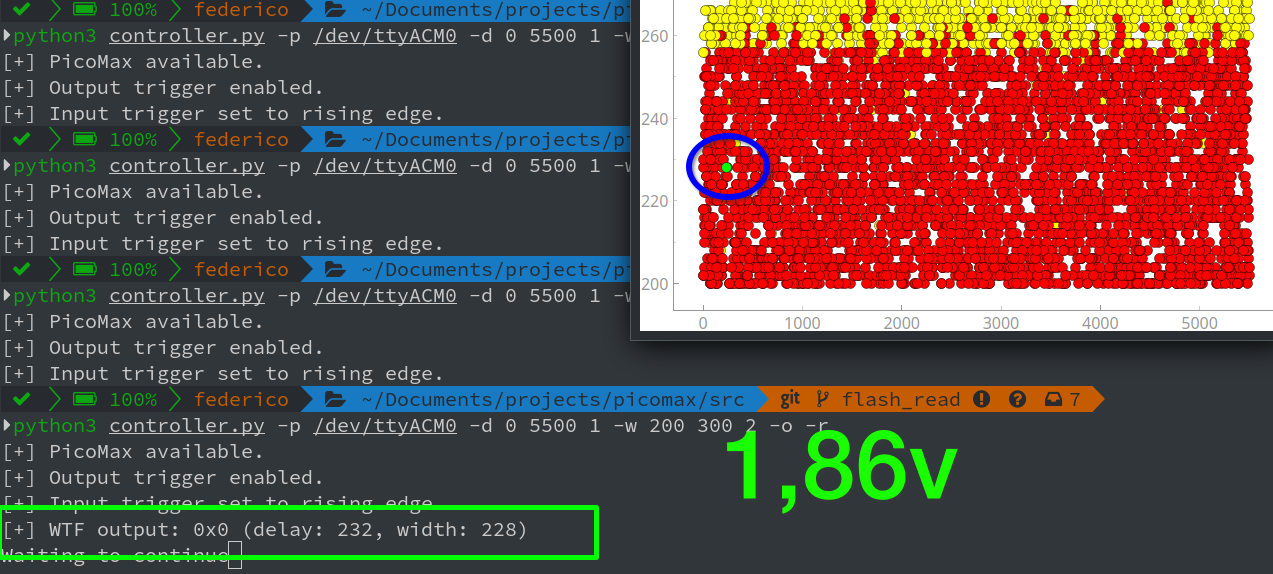 100% federico ~/Documents/projects/pi
python3 controller.py -p /dev/ttyACM0 -d 0 5500 1 -w
[+] PicoMax available.
[+] Output trigger enabled.
[+] Input trigger set to rising edge.
100% federico ~/Documents/projects/pi
python3 controller.py -p /dev/ttyACM0 -d 0 5500 1 -w
[+] PicoMax available.
[+] Output trigger enabled.
[+] Input trigger set to rising edge.
100% federico ~/Documents/projects/pi
python3 controller.py -p /dev/ttyACM0 -d 0 5500 1 -w
[+] PicoMax available.
[+] Output trigger enabled.
[+] Input trigger set to rising edge.
100% federico ~/Documents/projects/picomax/src git flash_read 7
python3 controller.py -p /dev/ttyACM0 -d 0 5500 1 -w 200 300 2 -o -r
[+] PicoMax available.
[+] Output trigger enabled.
[+] Input trigger set to rising edge.
[+] WTF output: 0x0 (delay: 232, width: 228)
Waiting to continue
260
240
220
200
0 1000 2000 3000 4000 5000
1,86v